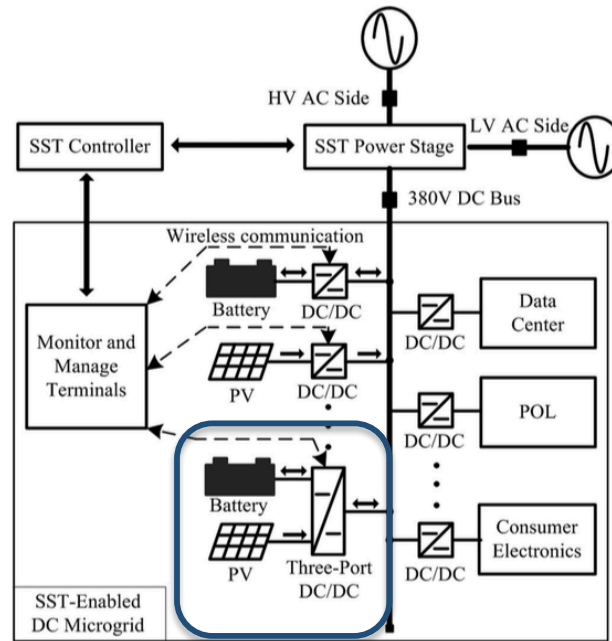 HV AC Side
LV AC Side
SST Controller
SST Power Stage
380V DC Bus
Wireless communication
Battery
DC/DC
Data
Center
DC/DC
Monitor and
Manage
Terminals
PV
DC/DC
POL
DC/DC
Battery
PV
Three-Port
DC/DC
Consumer
Electronics
DC/DC
SST-Enabled
DC Microgrid